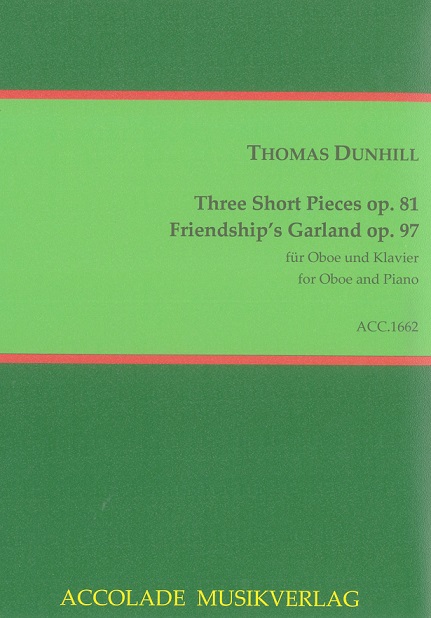 THOMAS DUNHILL
Three Short Pieces op. 81
Friendship's Garland op. 97
für Oboe und Klavier
for Oboe and Piano
ACC.1662
ACCOLADE MUSIKVERLAG